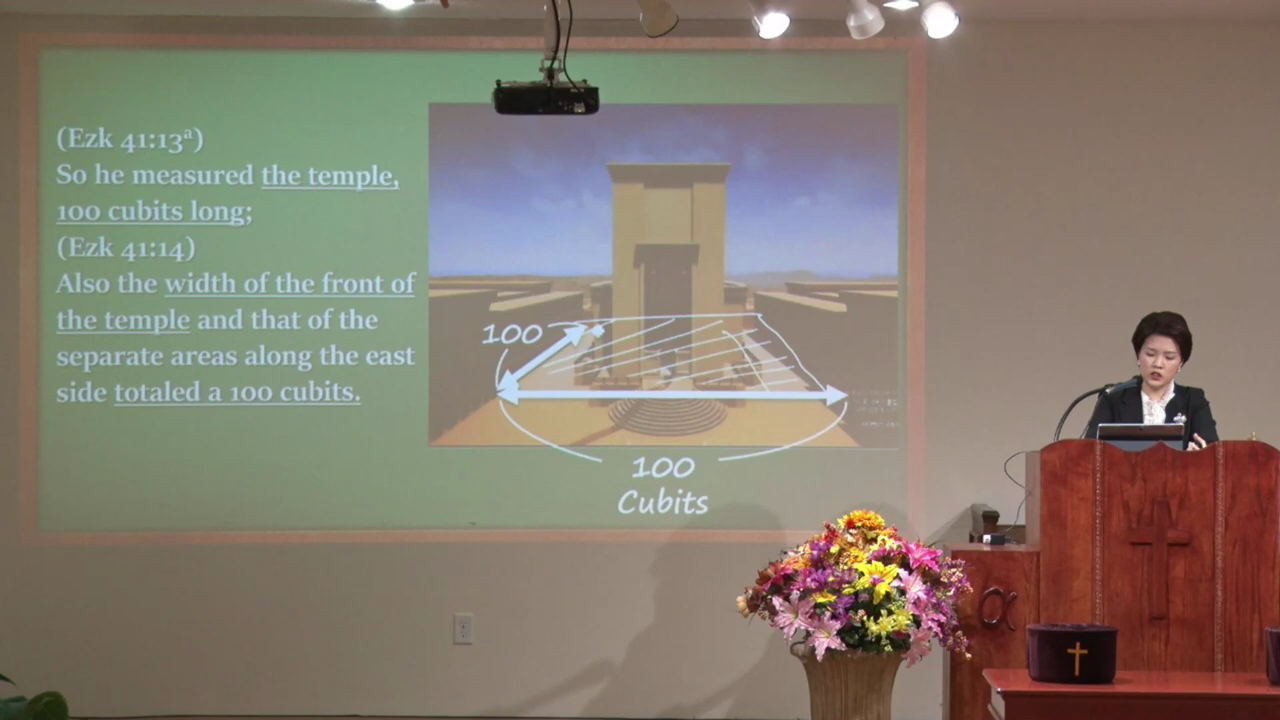 (Ezk 41:13ᵃ)
So he measured the temple,
100 cubits long;
(Ezk 41:14)
Also the width of the front of
the temple and that of the
separate areas along the east
side totaled a 100 cubits.
100
100
Cubits
α